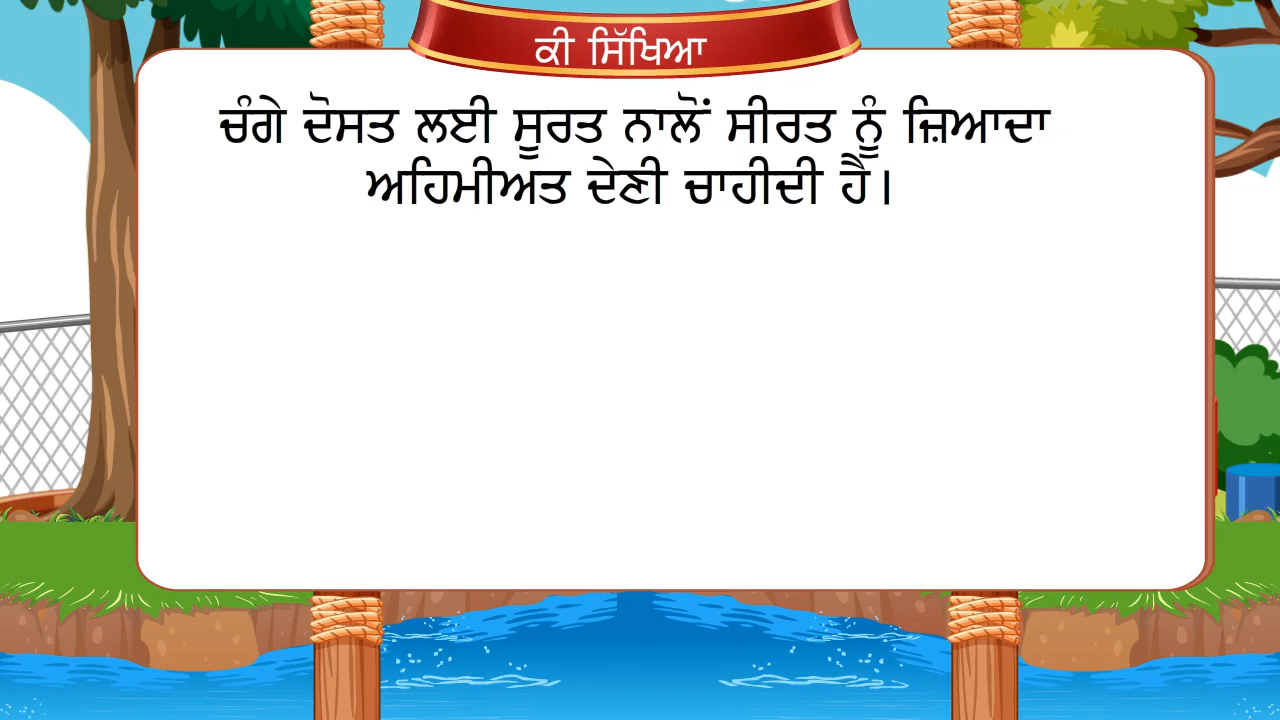 ਕੀ ਸਿੱਖਿਆ
ਚੰਗੇ ਦੋਸਤ ਲਈ ਸੂਰਤ ਨਾਲੋਂ ਸੀਰਤ ਨੂੰ ਜ਼ਿਆਦਾ
ਅਹਿਮੀਅਤ ਦੇਣੀ ਚਾਹੀਦੀ ਹੈ।